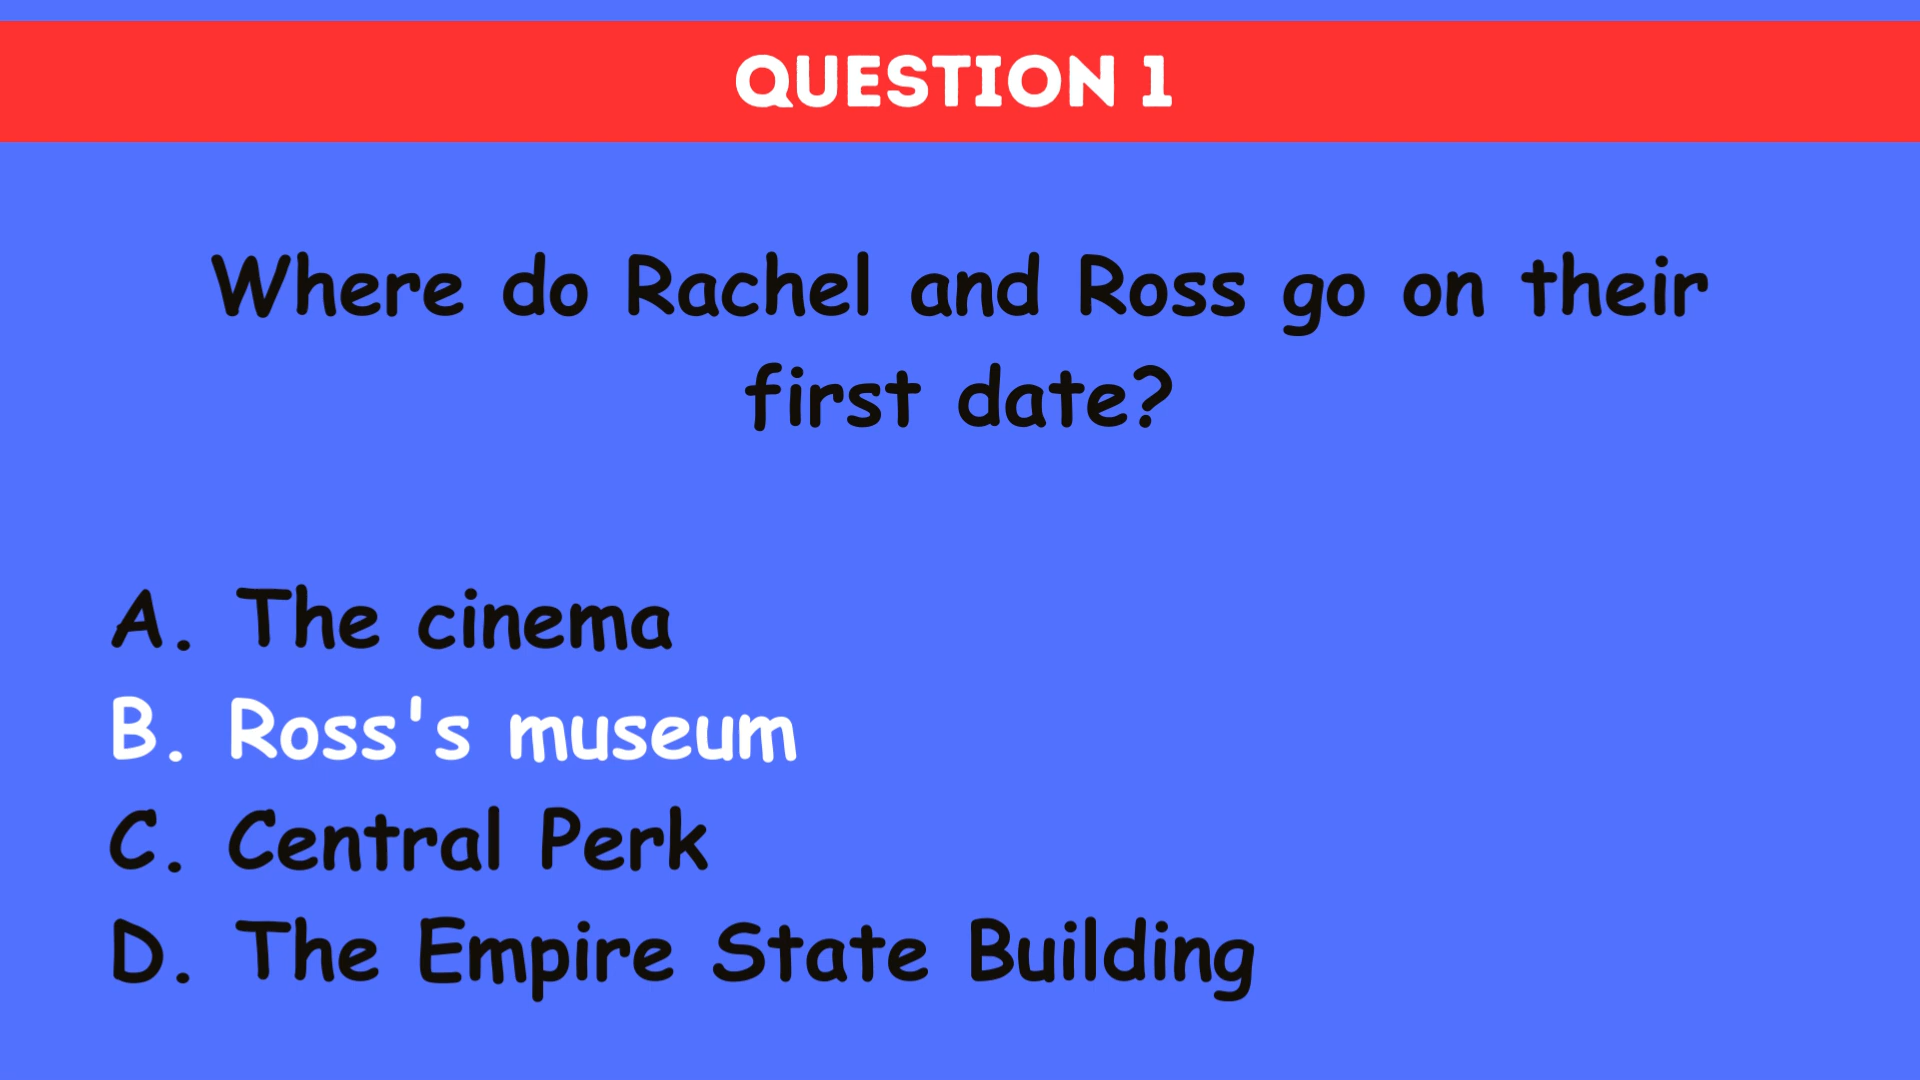 QUESTION 1
Where do Rachel and Ross go on their
first date?
A. The cinema
B. Ross's museum
C. Central Perk
D. The Empire State Building